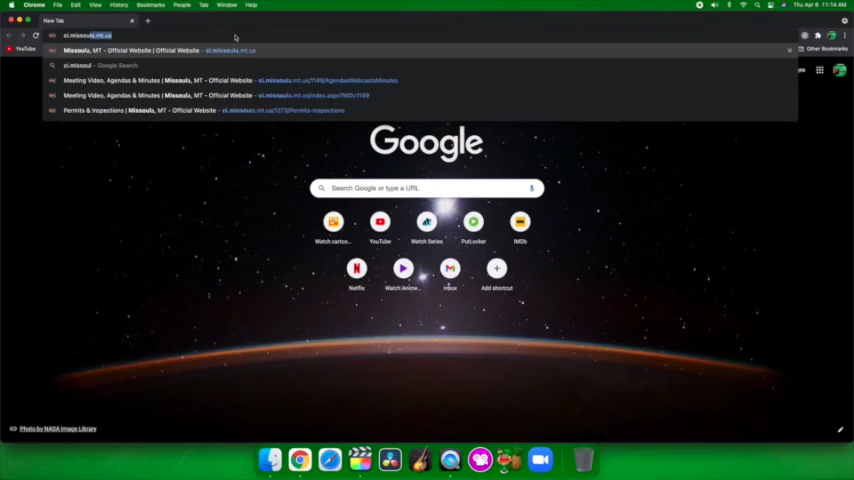 Chrome File Edit View History Bookmarks People Tab Window Help
Thu Apr 6 11:14 AM
New Tab
ci.missoula.mt.us
YouTube
Other Bookmarks
Missoula, MT - Official Website | Official Website - ci.missoula.mt.us
ci.missoul - Google Search
Meeting Video, Agendas & Minutes | Missoula, MT - Official Website - ci.missoula.mt.us/1149/AgendasWebcastsMinutes
Meeting Video, Agendas & Minutes | Missoula, MT - Official Website - ci.missoula.mt.us/index.aspx?NID=1149
Permits & Inspections | Missoula, MT - Official Website - ci.missoula.mt.us/1273/Permits-Inspections
Google
Search Google or type a URL
Watch cartoo... YouTube Watch Series PutLocker IMDb
Netflix Watch Anime... Inbox Add shortcut
Photo by NASA Image Library